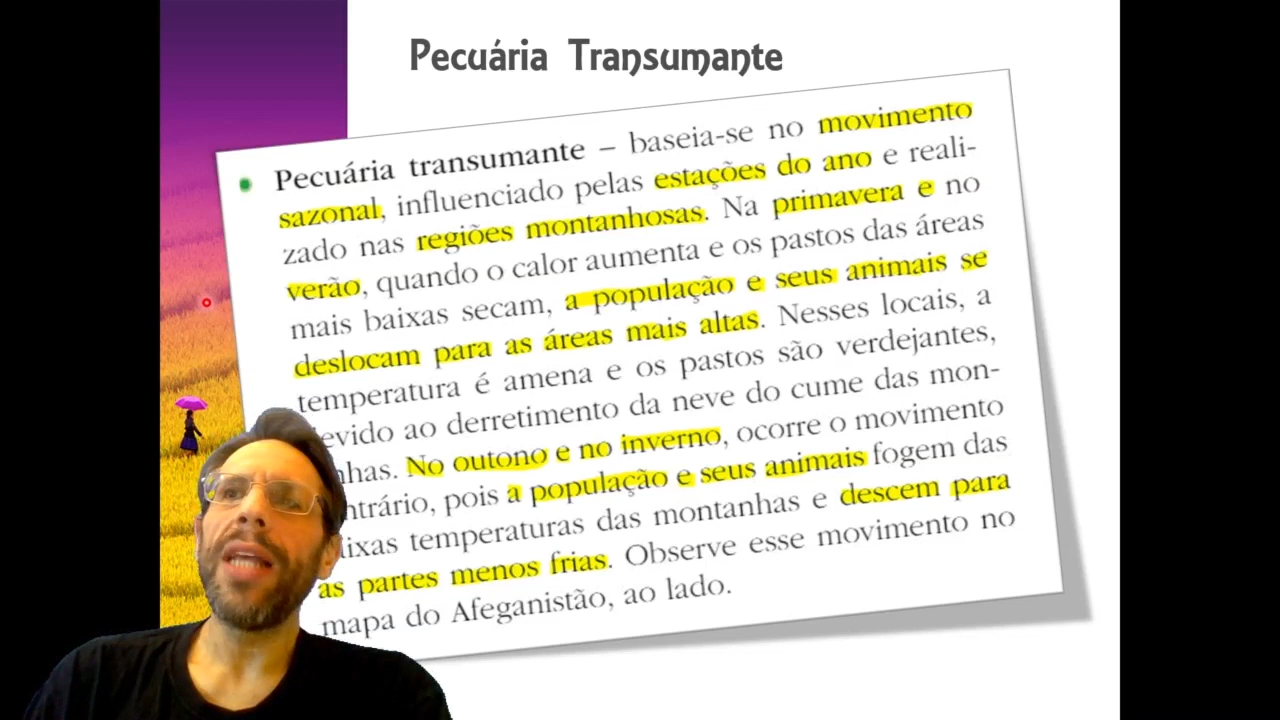 Pecuária Transumante
Pecuária transumante – baseia-se no movimento
sazonal, influenciado pelas estações do ano e reali-
zado nas regiões montanhosas. Na primavera e no
verão, quando o calor aumenta e os pastos das áreas
mais baixas secam, a população e seus animais se
deslocam para as áreas mais altas. Nesses locais, a
temperatura é amena e os pastos são verdejantes,
evido ao derretimento da neve do cume das mon-
nhas. No outono e no inverno, ocorre o movimento
ntrário, pois a população e seus animais fogem das
aixas temperaturas das montanhas e descem para
as partes menos frias. Observe esse movimento no
mapa do Afeganistão, ao lado.